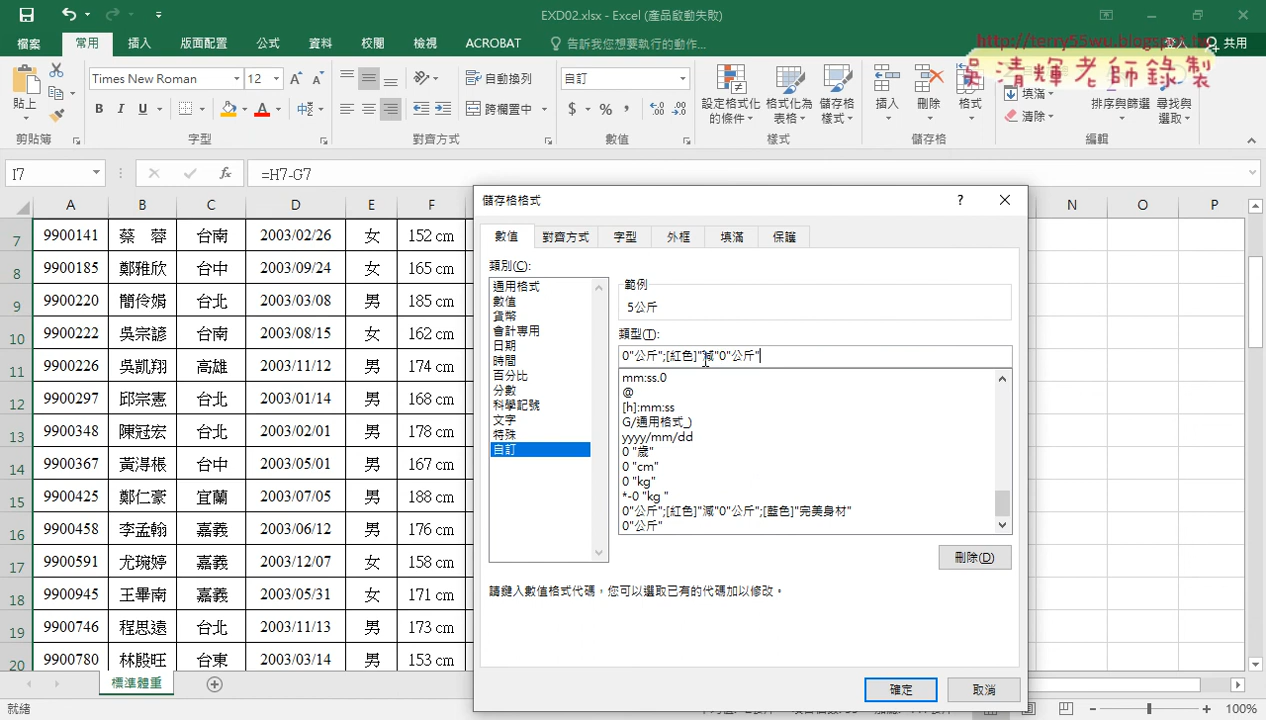 EXD02.xlsx - Excel (產品啟動失敗)
http://terry55wu.blogspot.tw
吳清輝老師錄製
檔案 常用 插入 版面配置 公式 資料 校閱 檢視 ACROBAT 告訴我您想要執行的動作... 登入 共用
貼上 Times New Roman 12 自動換列 自訂 設定格式化的條件 格式化為表格 儲存格樣式 插入 刪除 格式 填滿 排序與篩選 尋找與選取
B I U 中 跨欄置中 $ % , 清除
剪貼簿 字型 對齊方式 數值 樣式 儲存格 編輯
I7 fx =H7-G7
A B C D E F N O P
7 9900141 蔡 蓉 台南 2003/02/26 女 152 cm
8 9900185 鄭雅欣 台中 2003/09/24 女 165 cm
9 9900220 簡伶娟 台北 2003/03/08 男 185 cm
10 9900222 吳宗諺 台南 2003/08/15 女 162 cm
11 9900226 吳凱翔 高雄 2003/12/11 男 174 cm
12 9900297 邱宗憲 台北 2003/01/14 男 168 cm
13 9900348 陳冠宏 台北 2003/02/01 男 178 cm
14 9900367 黃淂根 台中 2003/05/01 男 167 cm
15 9900425 鄭仁豪 宜蘭 2003/07/05 男 188 cm
16 9900458 李孟翰 嘉義 2003/06/12 男 176 cm
17 9900591 尤琬婷 嘉義 2003/12/07 女 158 cm
18 9900945 王畢南 嘉義 2003/05/31 女 171 cm
19 9900746 程思遠 台北 2003/11/13 男 173 cm
20 9900780 林殿旺 台東 2003/03/14 男 153 cm
儲存格格式 ?
數值 對齊方式 字型 外框 填滿 保護
類別(C):
通用格式
數值
貨幣
會計專用
日期
時間
百分比
分數
科學記號
文字
特殊
自訂
範例
5公斤
類型(T):
0"公斤";[紅色]"減"0"公斤"
mm:ss.0
@
[h]:mm:ss
G/通用格式_)
yyyy/mm/dd
0 "歲"
0 "cm"
0 "kg"
*-0 "kg "
0"公斤";[紅色]"減"0"公斤";[藍色]"完美身材"
0"公斤"
刪除(D)
請鍵入數值格式代碼，您可以選取已有的代碼加以修改。
確定 取消
標準體重
就緒 100%